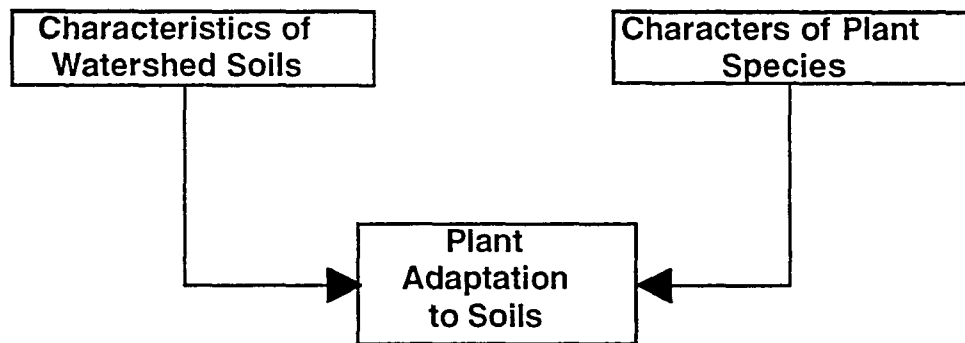 Characteristics of
Watershed Soils
Characters of Plant
Species
Plant
Adaptation
to Soils